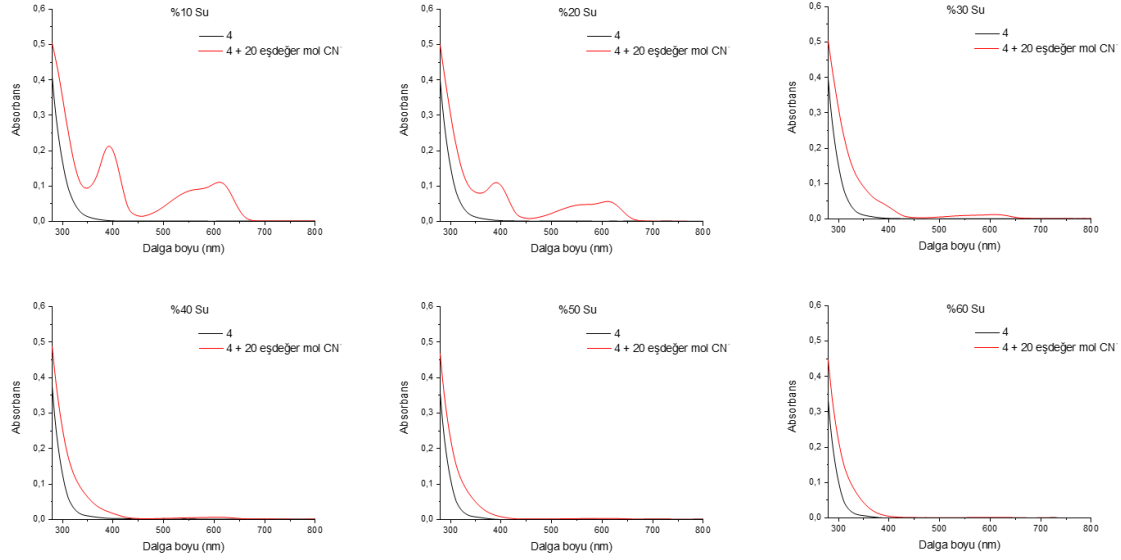 %10 Su
4
4 + 20 eşdeğer mol CN⁻
0,6
0,5
0,4
0,3
0,2
0,1
0,0
Absorbans
300 400 500 600 700 800
Dalga boyu (nm)
%20 Su
4
4 + 20 eşdeğer mol CN⁻
0,6
0,5
0,4
0,3
0,2
0,1
0,0
Absorbans
300 400 500 600 700 800
Dalga boyu (nm)
%30 Su
4
4 + 20 eşdeğer mol CN⁻
0,6
0,5
0,4
0,3
0,2
0,1
0,0
Absorbans
300 400 500 600 700 800
Dalga boyu (nm)
%40 Su
4
4 + 20 eşdeğer mol CN⁻
0,6
0,5
0,4
0,3
0,2
0,1
0,0
Absorbans
300 400 500 600 700 800
Dalga boyu (nm)
%50 Su
4
4 + 20 eşdeğer mol CN⁻
0,6
0,5
0,4
0,3
0,2
0,1
0,0
Absorbans
300 400 500 600 700 800
Dalga boyu (nm)
%60 Su
4
4 + 20 eşdeğer mol CN⁻
0,6
0,5
0,4
0,3
0,2
0,1
0,0
Absorbans
300 400 500 600 700 800
Dalga boyu (nm)